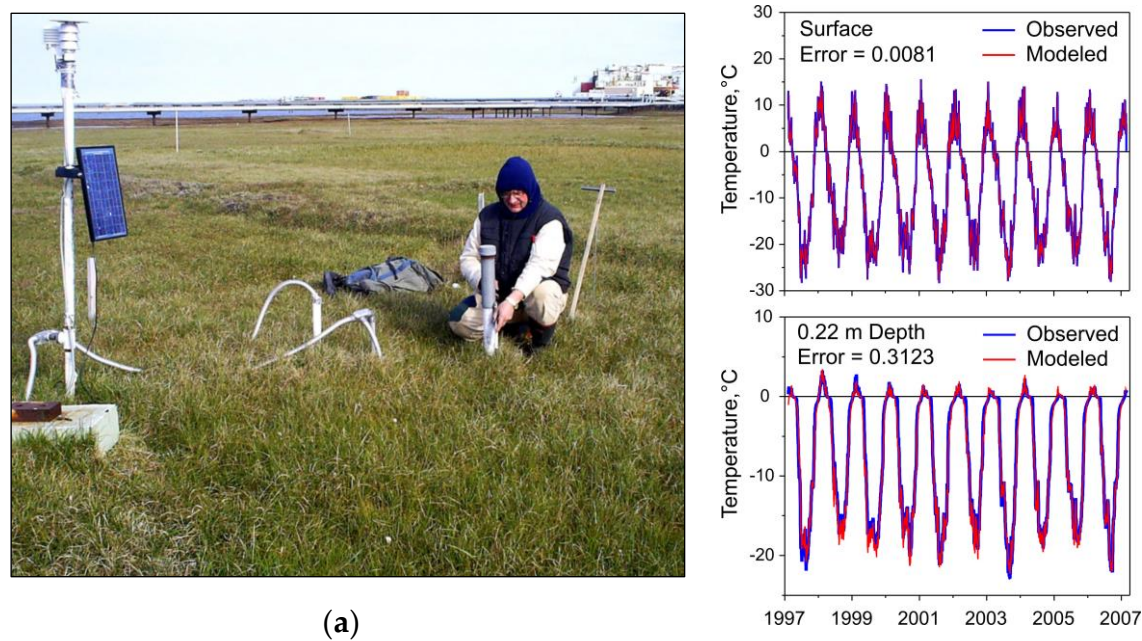 30
20
10
0
-10
-20
-30
Temperature,°C
Surface
Error = 0.0081
Observed
Modeled
10
0
-10
-20
Temperature,°C
0.22 m Depth
Error = 0.3123
Observed
Modeled
1997 1999 2001 2003 2005 2007
(a)